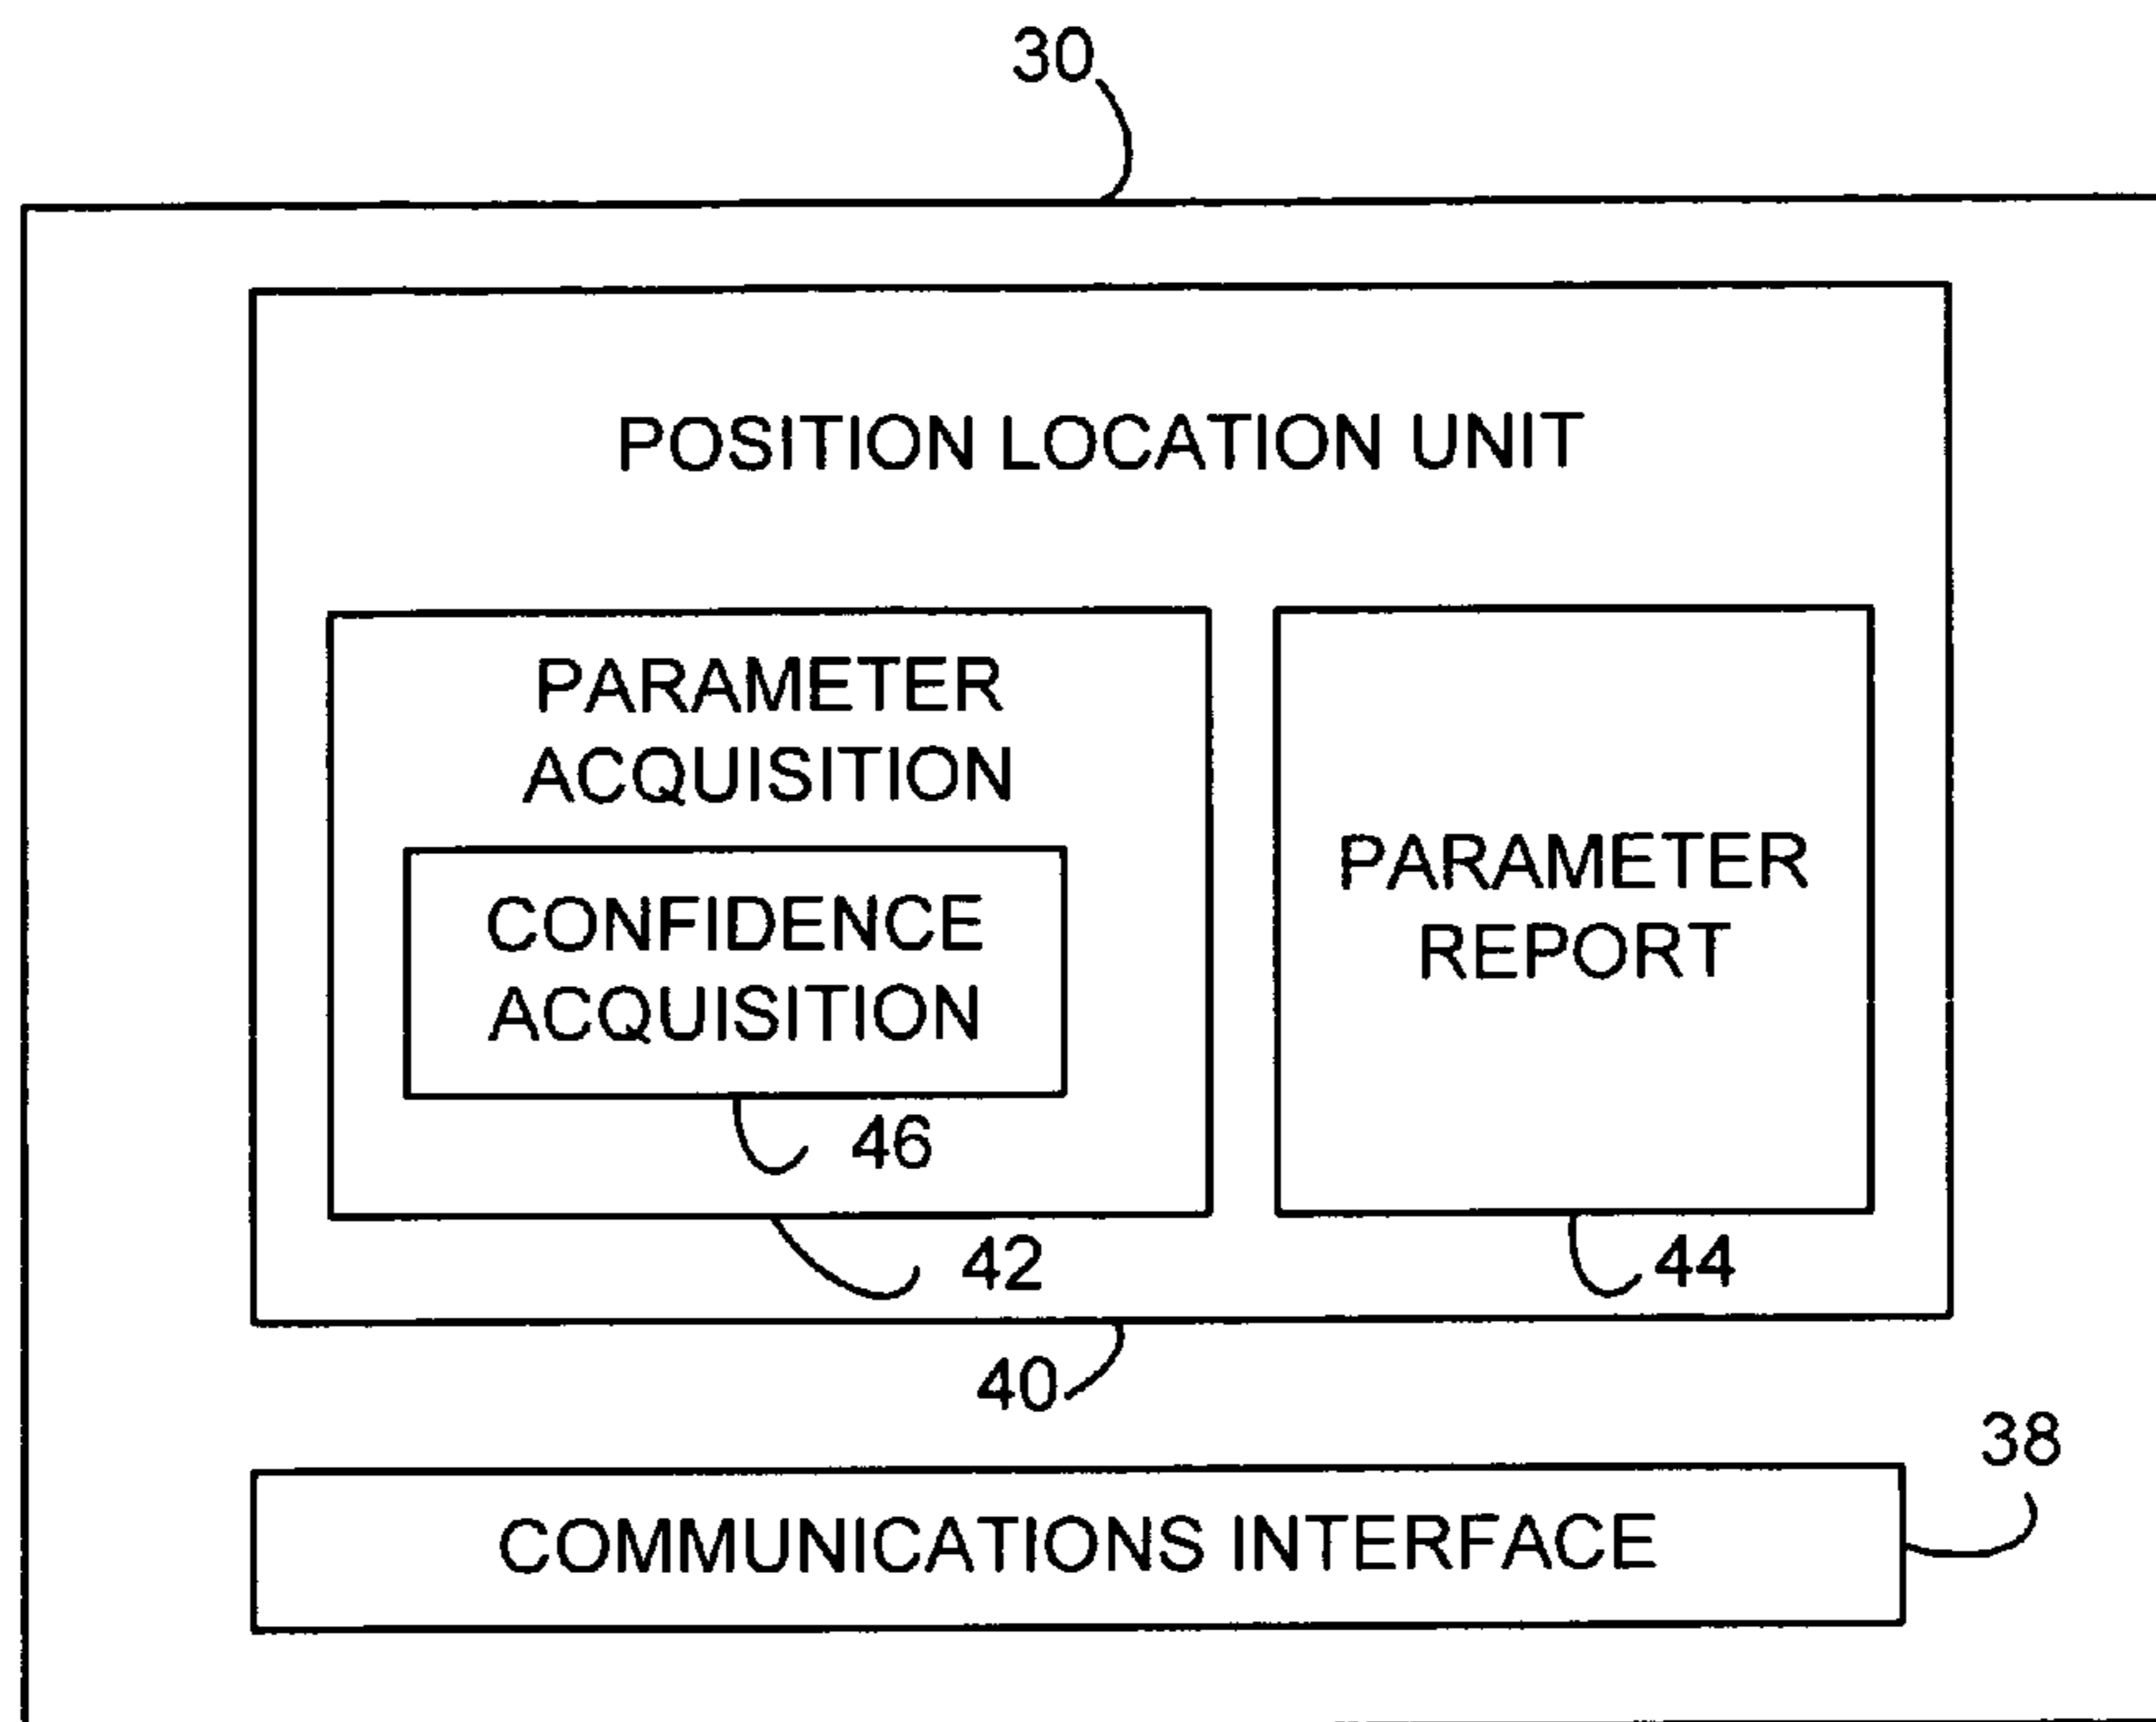 30
POSITION LOCATION UNIT
PARAMETER
ACQUISITION
CONFIDENCE
ACQUISITION
46
42
PARAMETER
REPORT
44
40
38
COMMUNICATIONS INTERFACE